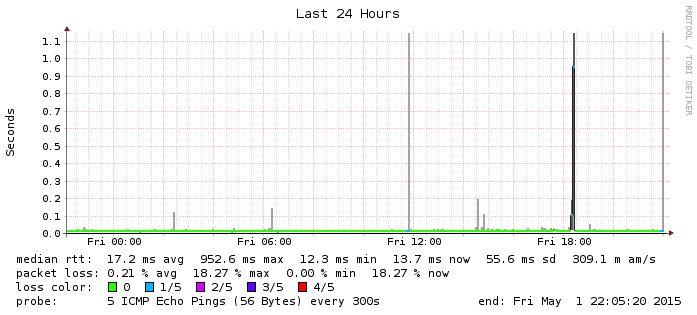 Last 24 Hours
RRDTOOL / TOBI OETIKER
Seconds
1.1
1.0
0.9
0.8
0.7
0.6
0.5
0.4
0.3
0.2
0.1
0.0
Fri 00:00 Fri 06:00 Fri 12:00 Fri 18:00
median rtt: 17.2 ms avg 952.6 ms max 12.3 ms min 13.7 ms now 55.6 ms sd 309.1 m am/s
packet loss: 0.21 % avg 18.27 % max 0.00 % min 18.27 % now
loss color: 0 1/5 2/5 3/5 4/5
probe: 5 ICMP Echo Pings (56 Bytes) every 300s end: Fri May 1 22:05:20 2015